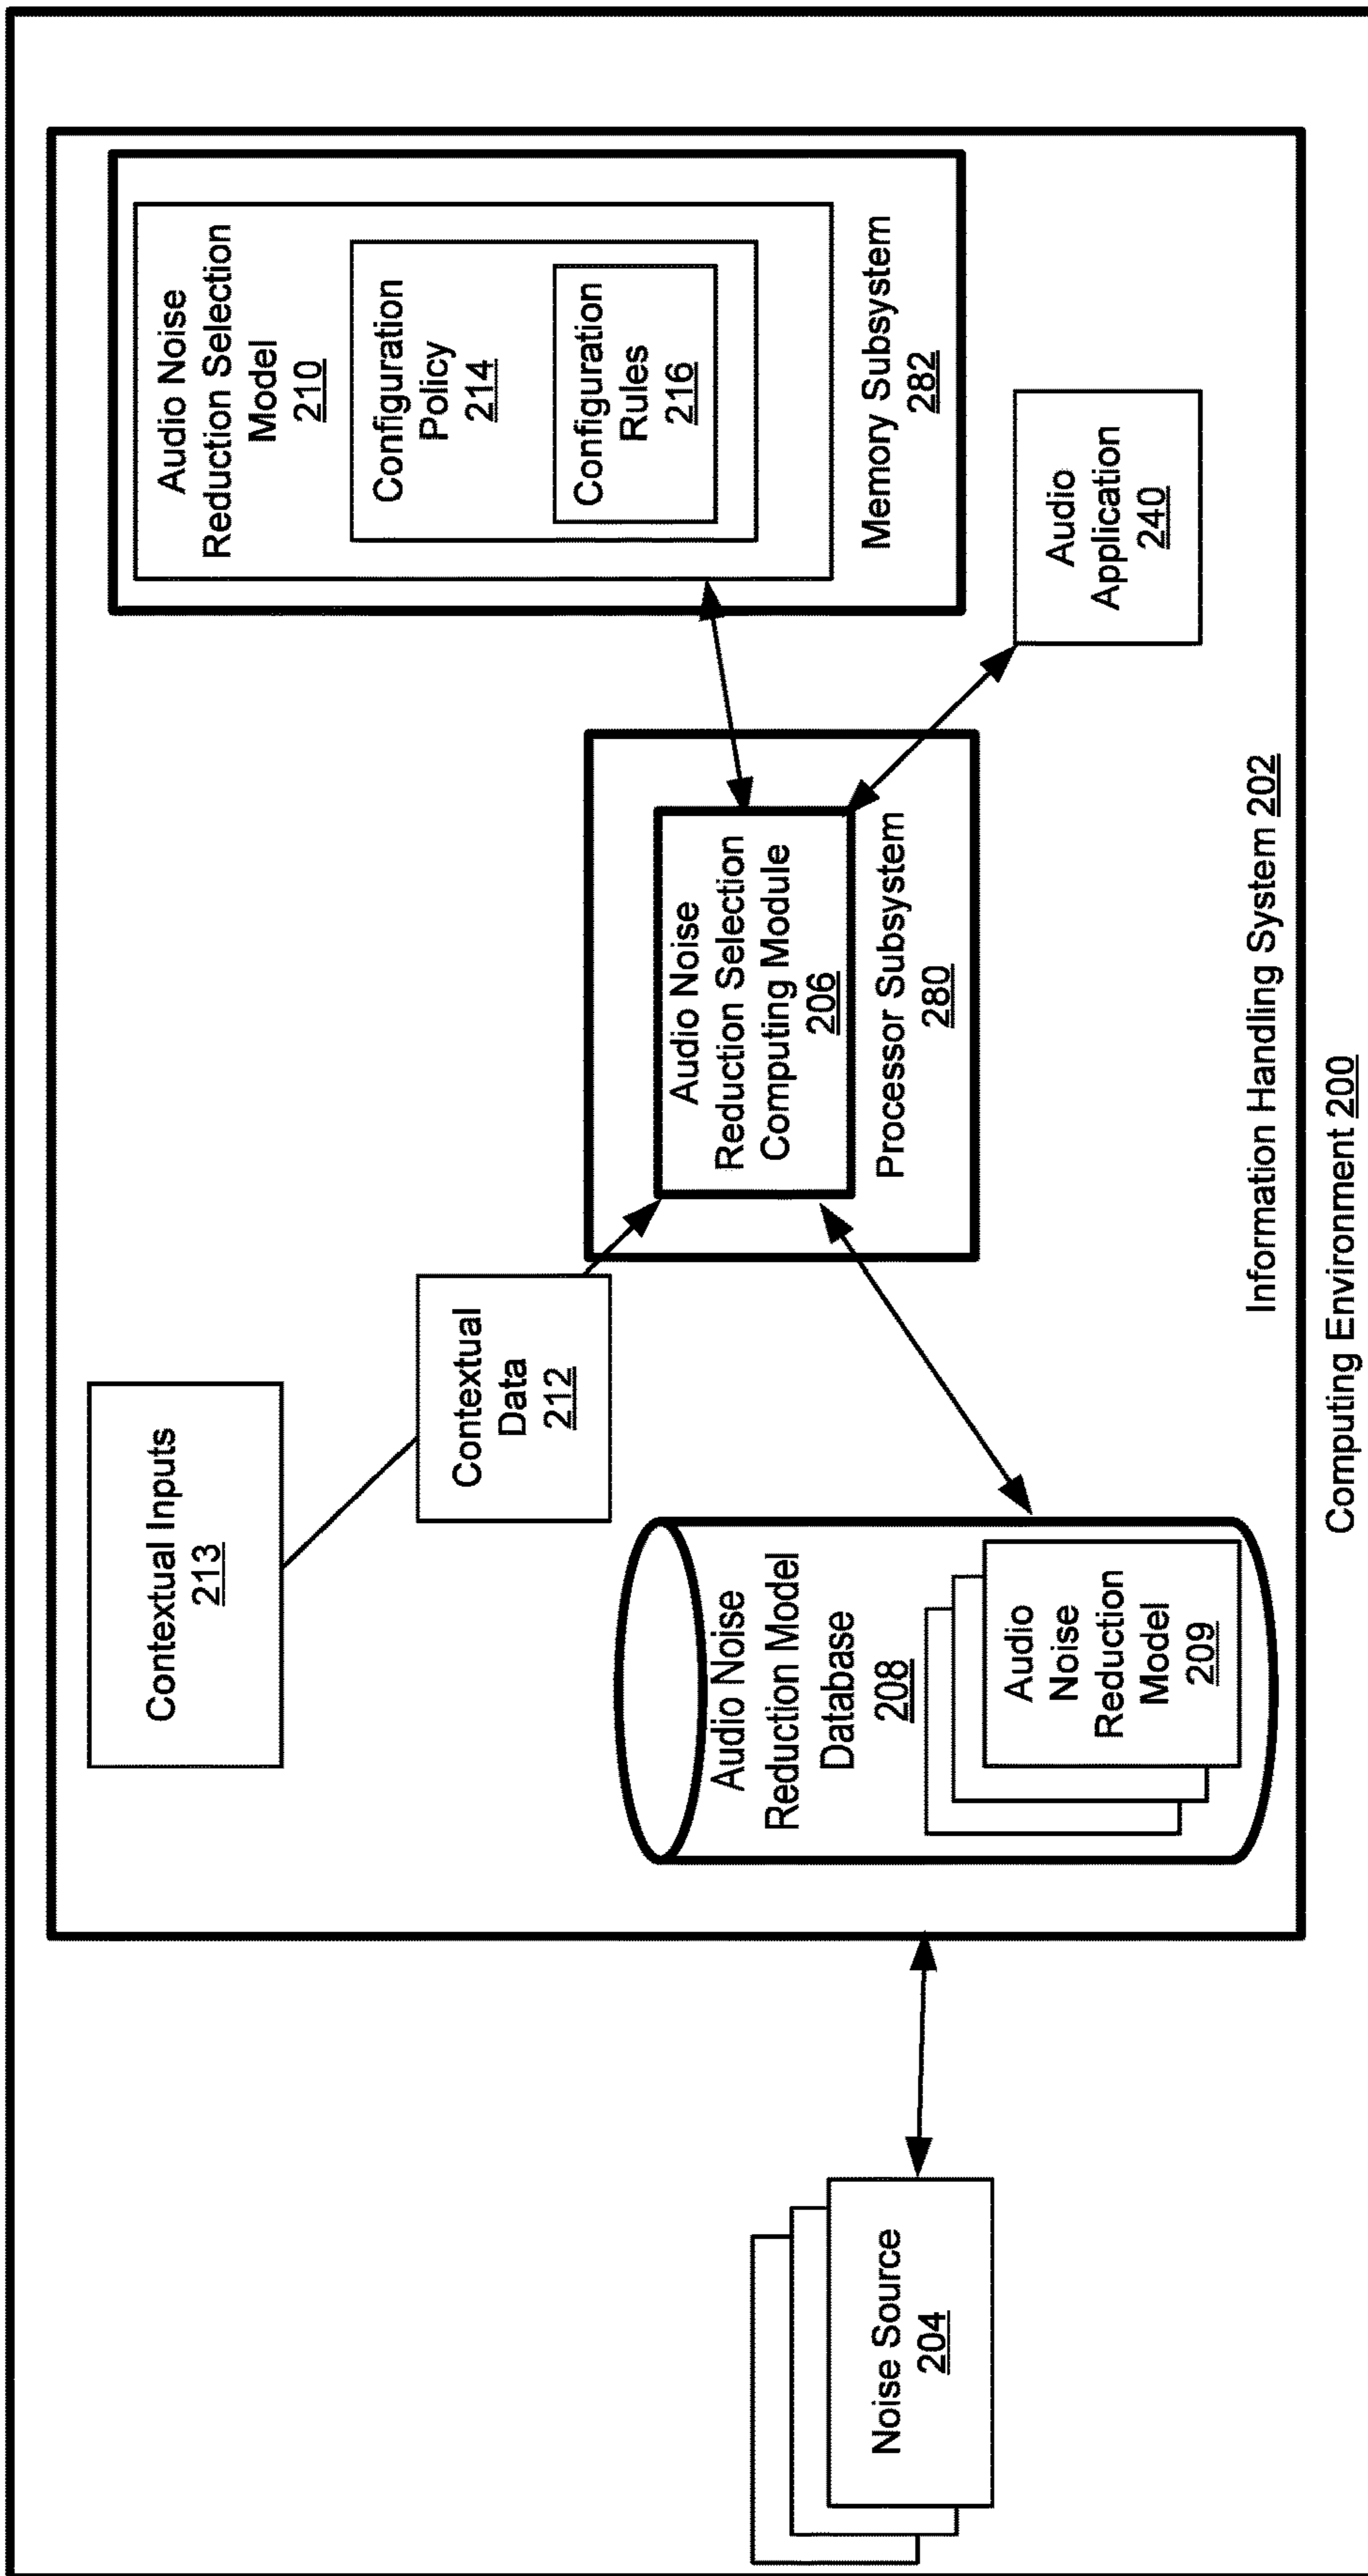 Contextual Inputs
213
Contextual
Data
212
Audio Noise
Reduction Selection
Model
210
Configuration
Policy
214
Configuration
Rules
216
Memory Subsystem
282
Audio Noise
Reduction Selection
Computing Module
206
Processor Subsystem
280
Audio Noise
Reduction Model
Database
208
Audio
Noise
Reduction
Model
209
Noise Source
204
Audio
Application
240
Information Handling System 202
Computing Environment 200